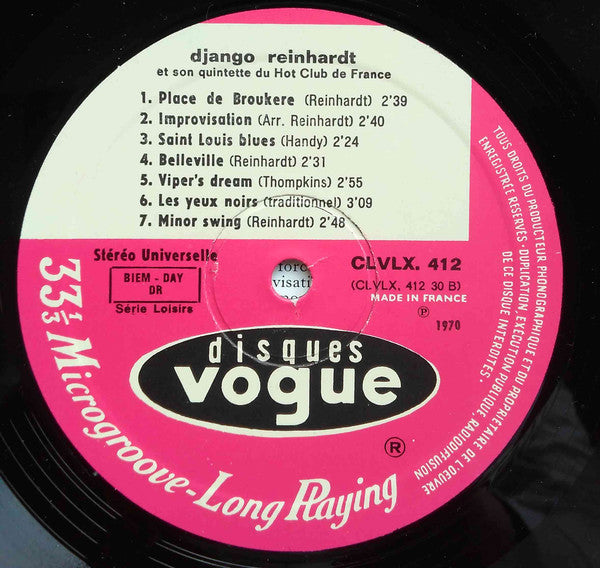 django reinhardt
et son quintette du Hot Club de France
1. Place de Broukere (Reinhardt) 2'39
2. Improvisation (Arr. Reinhardt) 2'40
3. Saint Louis blues (Handy) 2'24
4. Belleville (Reinhardt) 2'31
5. Viper's dream (Thompkins) 2'55
6. Les yeux noirs (traditionnel) 3'09
7. Minor swing (Reinhardt) 2'48
Stéréo Universelle
BIEM - DAY
DR
Série Loisirs
forc
visati
CLVLX. 412
(CLVLX. 412 30 B)
MADE IN FRANCE
℗ 1970
disques
vogue
®
33⅓ Microgroove-Long Playing
TOUS DROITS DU PRODUCTEUR PHONOGRAPHIQUE ET DU PROPRIÉTAIRE DE L'OEUVRE
ENREGISTRÉE RÉSERVÉS - DUPLICATION, EXÉCUTION PUBLIQUE, RADIODIFFUSION
DE CE DISQUE INTERDITES.